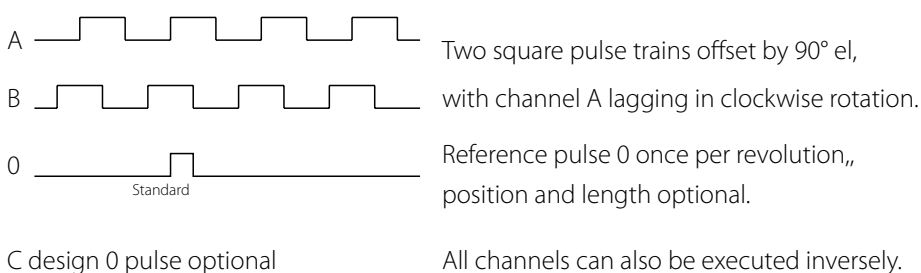 A
Two square pulse trains offset by 90° el,
B
with channel A lagging in clockwise rotation.
0
Reference pulse 0 once per revolution,,
Standard
position and length optional.
C design 0 pulse optional
All channels can also be executed inversely.